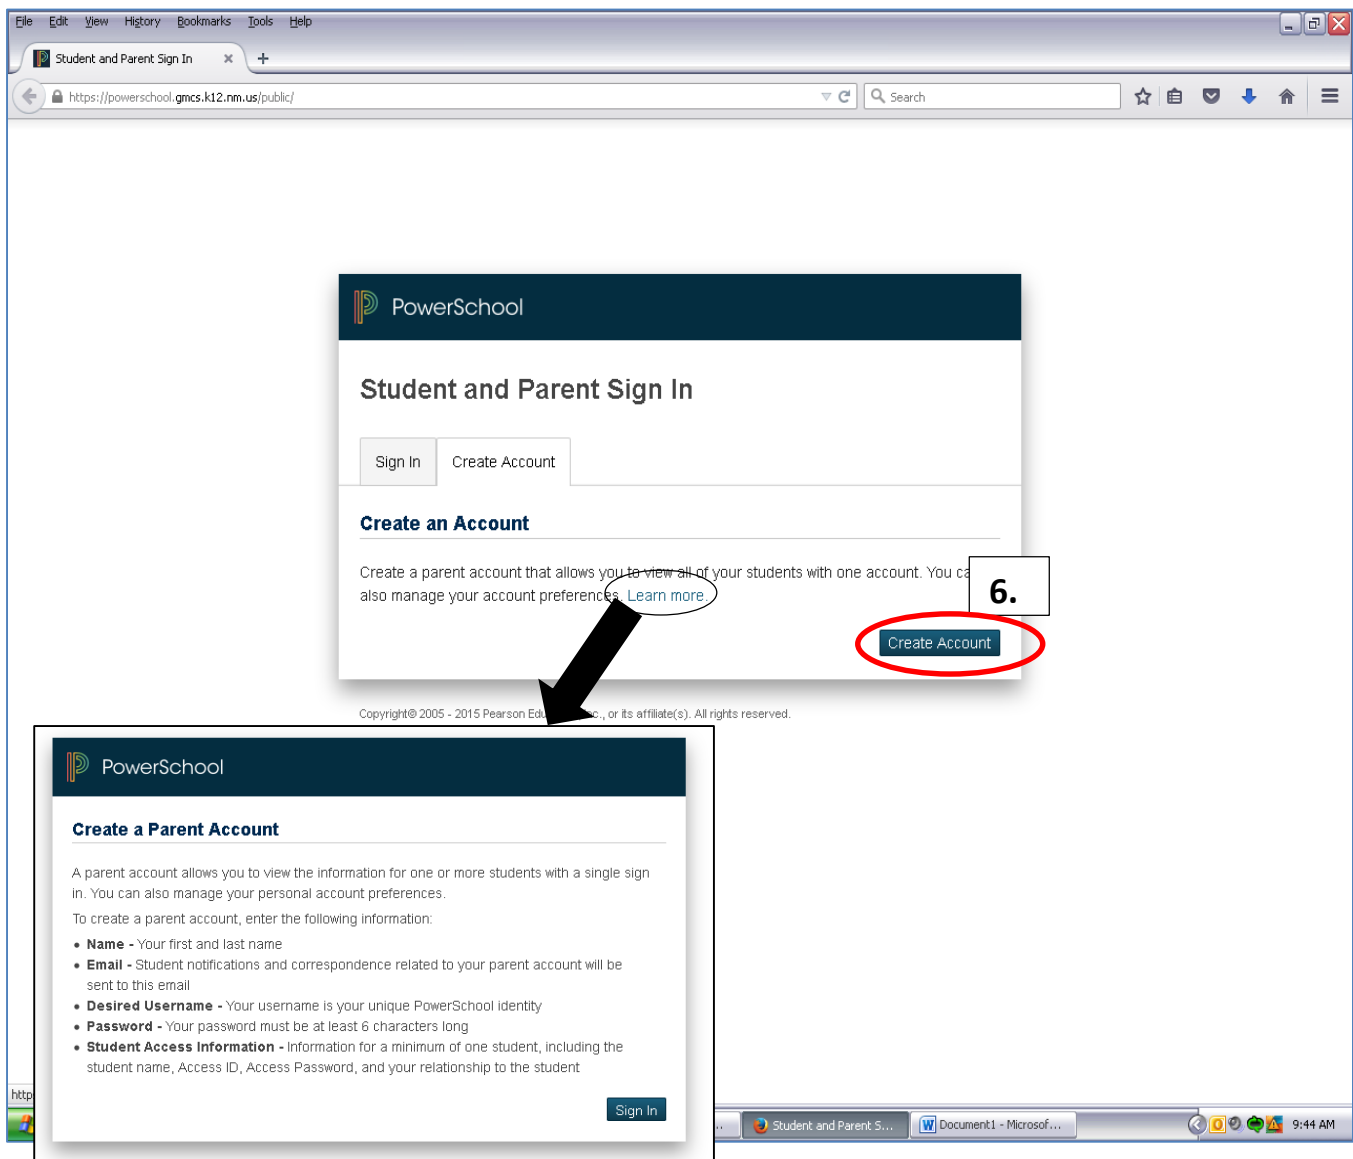 File Edit View History Bookmarks Tools Help
Student and Parent Sign In × +
https://powerschool.gmcs.k12.nm.us/public/ Search
PowerSchool
Student and Parent Sign In
Sign In Create Account
Create an Account
Create a parent account that allows you to view all of your students with one account. You
also manage your account preferences. Learn more.
6.
Create Account
Copyright© 2005 - 2015 Pearson , or its affiliate(s). All rights reserved.
PowerSchool
Create a Parent Account
A parent account allows you to view the information for one or more students with a single sign
in. You can also manage your personal account preferences.
To create a parent account, enter the following information:
• Name - Your first and last name
• Email - Student notifications and correspondence related to your parent account will be
sent to this email
• Desired Username - Your username is your unique PowerSchool identity
• Password - Your password must be at least 6 characters long
• Student Access Information - Information for a minimum of one student, including the
student name, Access ID, Access Password, and your relationship to the student
Sign In
http
Student and Parent S... Document1 - Microsof... 9:44 AM